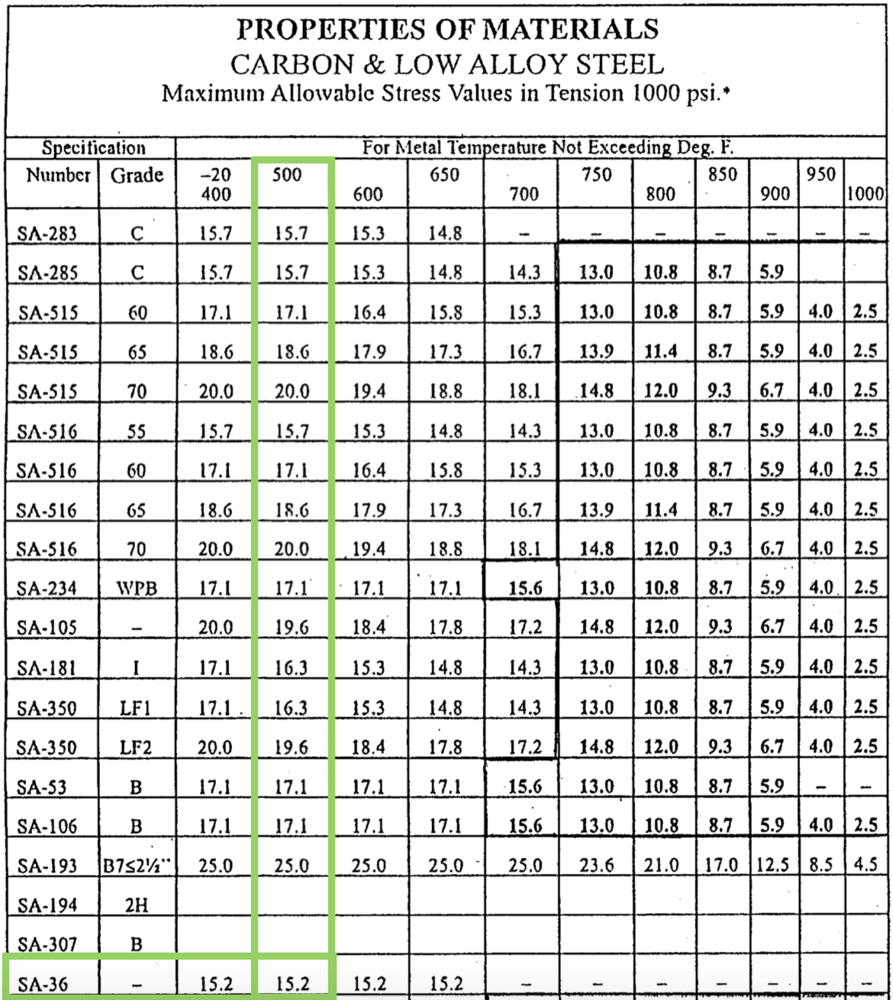 PROPERTIES OF MATERIALS
CARBON & LOW ALLOY STEEL
Maximum Allowable Stress Values in Tension 1000 psi.*
Specification For Metal Temperature Not Exceeding Deg. F.
Number Grade –20 400 500 600 650 700 750 800 850 900 950 1000
SA-283 C 15.7 15.7 15.3 14.8 – – – – – – –
SA-285 C 15.7 15.7 15.3 14.8 14.3 13.0 10.8 8.7 5.9
SA-515 60 17.1 17.1 16.4 15.8 15.3 13.0 10.8 8.7 5.9 4.0 2.5
SA-515 65 18.6 18.6 17.9 17.3 16.7 13.9 11.4 8.7 5.9 4.0 2.5
SA-515 70 20.0 20.0 19.4 18.8 18.1 14.8 12.0 9.3 6.7 4.0 2.5
SA-516 55 15.7 15.7 15.3 14.8 14.3 13.0 10.8 8.7 5.9 4.0 2.5
SA-516 60 17.1 17.1 16.4 15.8 15.3 13.0 10.8 8.7 5.9 4.0 2.5
SA-516 65 18.6 18.6 17.9 17.3 16.7 13.9 11.4 8.7 5.9 4.0 2.5
SA-516 70 20.0 20.0 19.4 18.8 18.1 14.8 12.0 9.3 6.7 4.0 2.5
SA-234 WPB 17.1 17.1 17.1 17.1 15.6 13.0 10.8 8.7 5.9 4.0 2.5
SA-105 – 20.0 19.6 18.4 17.8 17.2 14.8 12.0 9.3 6.7 4.0 2.5
SA-181 I 17.1 16.3 15.3 14.8 14.3 13.0 10.8 8.7 5.9 4.0 2.5
SA-350 LF1 17.1 16.3 15.3 14.8 14.3 13.0 10.8 8.7 5.9 4.0 2.5
SA-350 LF2 20.0 19.6 18.4 17.8 17.2 14.8 12.0 9.3 6.7 4.0 2.5
SA-53 B 17.1 17.1 17.1 17.1 15.6 13.0 10.8 8.7 5.9 – –
SA-106 B 17.1 17.1 17.1 17.1 15.6 13.0 10.8 8.7 5.9 4.0 2.5
SA-193 B7≤2½" 25.0 25.0 25.0 25.0 25.0 23.6 21.0 17.0 12.5 8.5 4.5
SA-194 2H
SA-307 B
SA-36 – 15.2 15.2 15.2 15.2 – – – – – – –